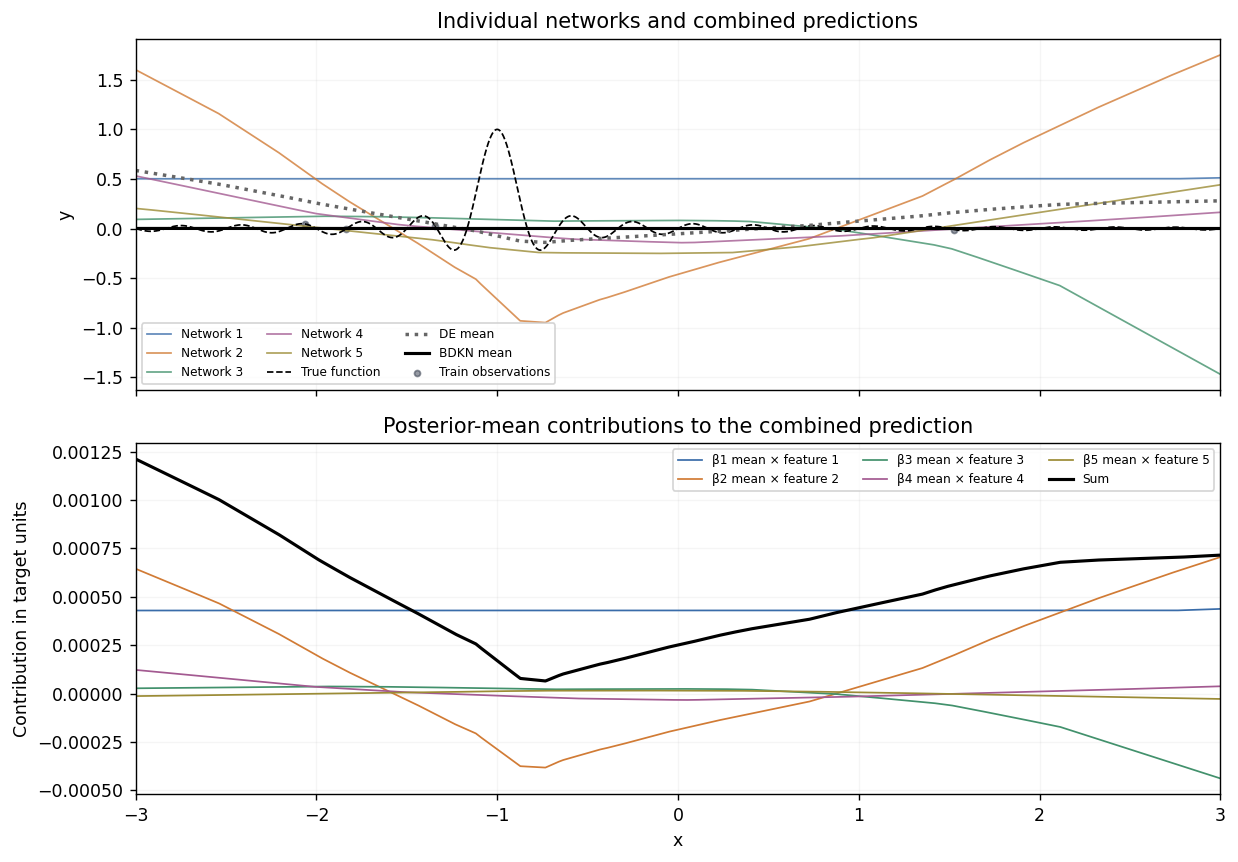 Individual networks and combined predictions
1.5
1.0
0.5
0.0
−0.5
−1.0
−1.5
y
Network 1
Network 2
Network 3
Network 4
Network 5
True function
DE mean
BDKN mean
Train observations
Posterior-mean contributions to the combined prediction
0.00125
0.00100
0.00075
0.00050
0.00025
0.00000
−0.00025
−0.00050
Contribution in target units
β1 mean × feature 1
β2 mean × feature 2
β3 mean × feature 3
β4 mean × feature 4
β5 mean × feature 5
Sum
−3
−2
−1
0
1
2
3
x